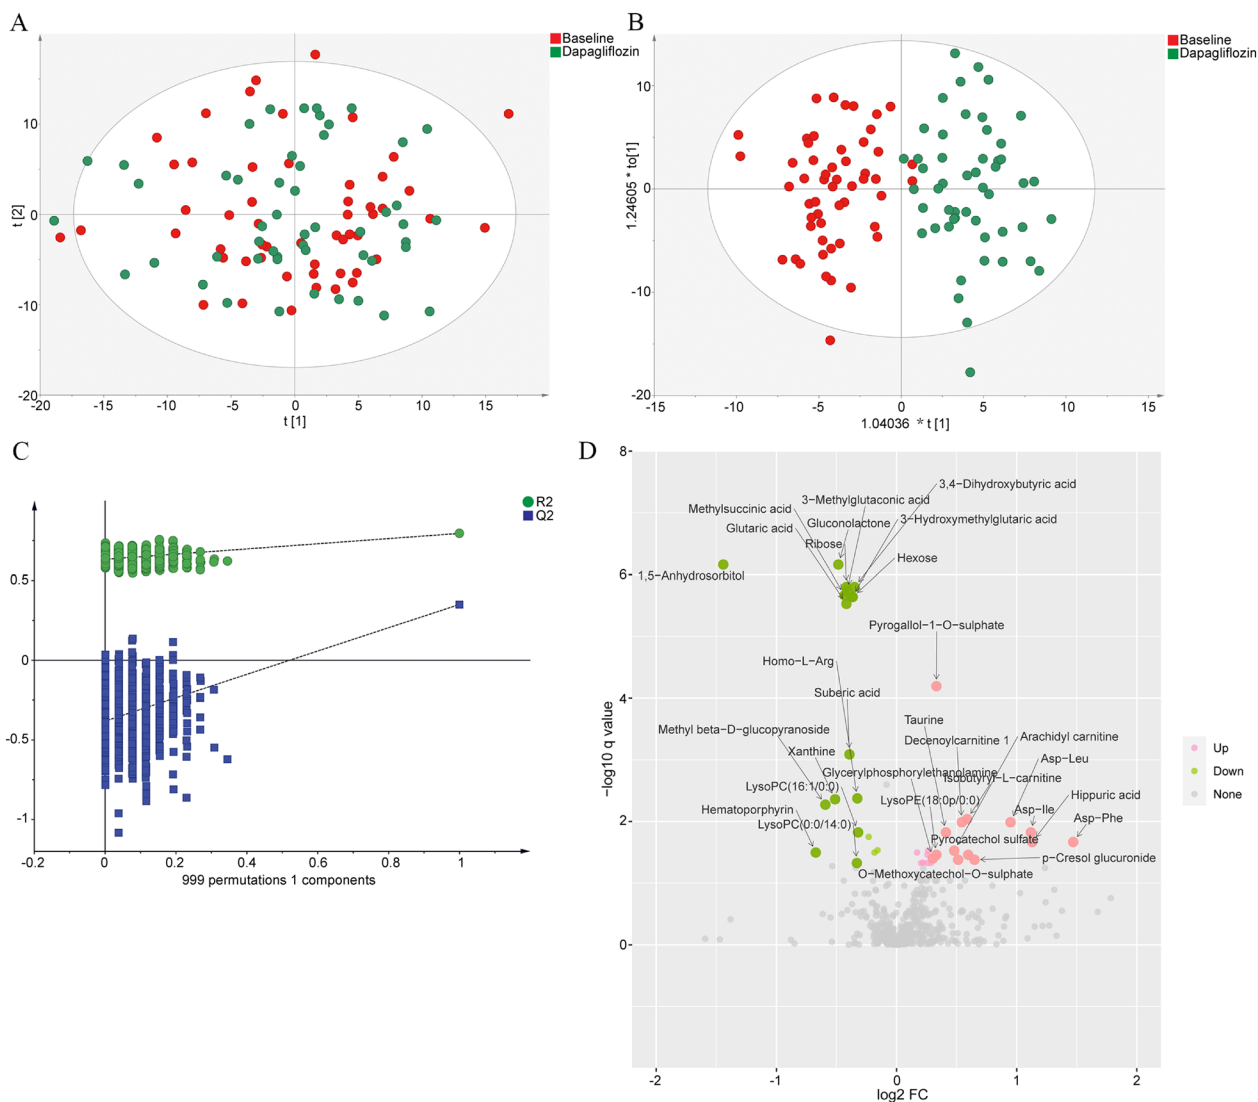 A
Baseline
Dapagliflozin
t [2]
20
10
0
-10
-20
-20
-15
-10
-5
0
5
10
15
t [1]
B
Baseline
Dapagliflozin
1.24605 * to[1]
10
0
-10
-20
-15
-10
-5
0
5
10
15
1.04036 * t [1]
C
R2
Q2
0.5
0
-0.5
-1
-0.2
0
0.2
0.4
0.6
0.8
1
999 permutations 1 components
D
−log10 q value
8
6
4
2
0
3,4−Dihydroxybutyric acid
3−Methylglutaconic acid
Methylsuccinic acid
Gluconolactone
3−Hydroxymethylglutaric acid
Glutaric acid
Ribose
Hexose
1,5−Anhydrosorbitol
Pyrogallol−1−O−sulphate
Homo−L−Arg
Suberic acid
Taurine
Methyl beta−D−glucopyranoside
Decenoylcarnitine 1
Arachidyl carnitine
Xanthine
Asp−Leu
Glycerylphosphorylethanolamine
Isobutyryl−L−carnitine
LysoPC(16:1/0:0)
Hippuric acid
LysoPE(18:0p/0:0)
Asp−Ile
Hematoporphyrin
Asp−Phe
LysoPC(0:0/14:0)
Pyrocatechol sulfate
p−Cresol glucuronide
O−Methoxycatechol−O−sulphate
Up
Down
None
-2
-1
0
1
2
log2 FC